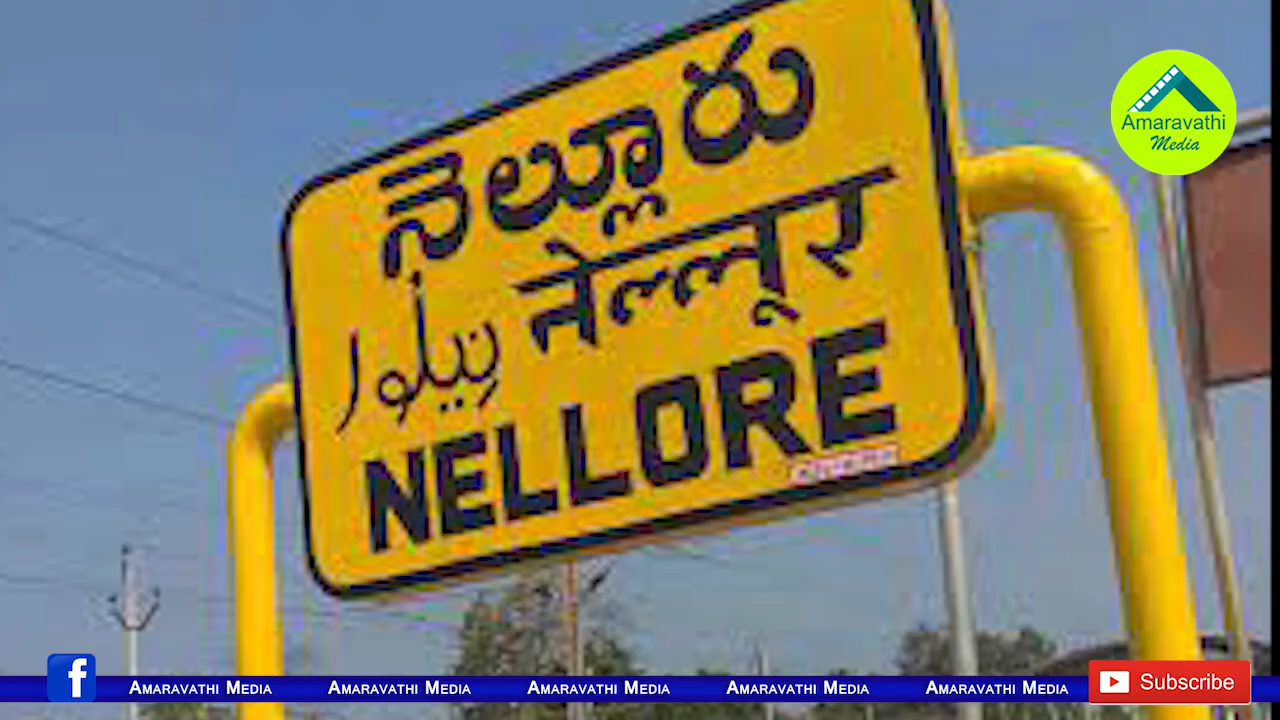 నెల్లూరు
नेल्लूर
نیلور
NELLORE
Amaravathi
Media
f
AMARAVATHI MEDIA AMARAVATHI MEDIA AMARAVATHI MEDIA AMARAVATHI MEDIA AMARAVATHI MEDIA
Subscribe